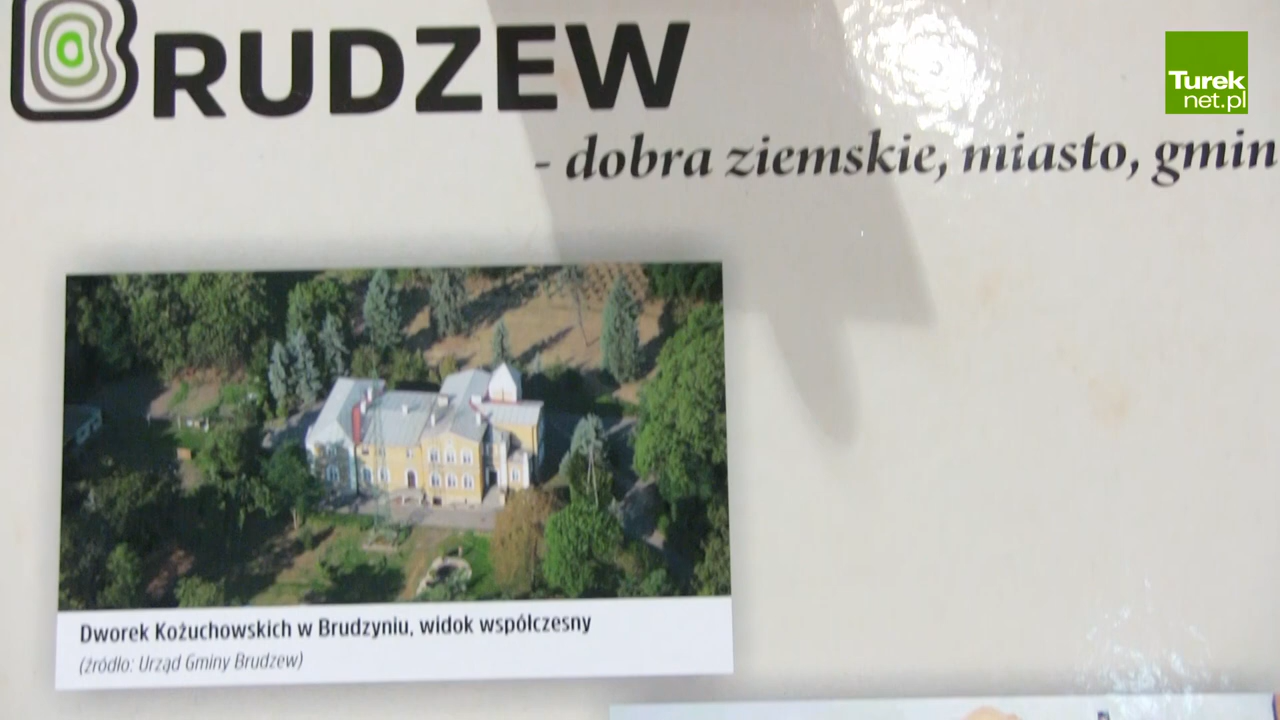 BRUDZEW
Turek
net.pl
- dobra ziemskie, miasto, gmin
Dworek Kożuchowskich w Brudzyniu, widok współczesny
(źródło: Urząd Gminy Brudzew)